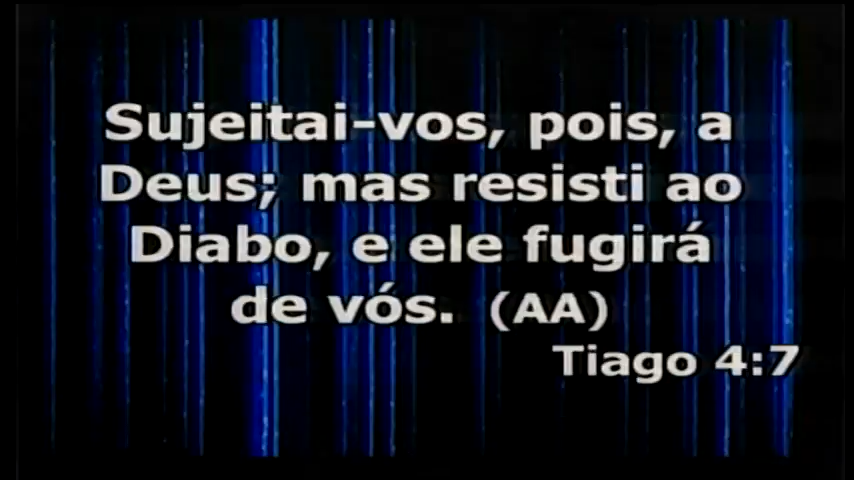 Sujeitai-vos, pois, a
Deus; mas resisti ao
Diabo, e ele fugirá
de vós. (AA)
Tiago 4:7